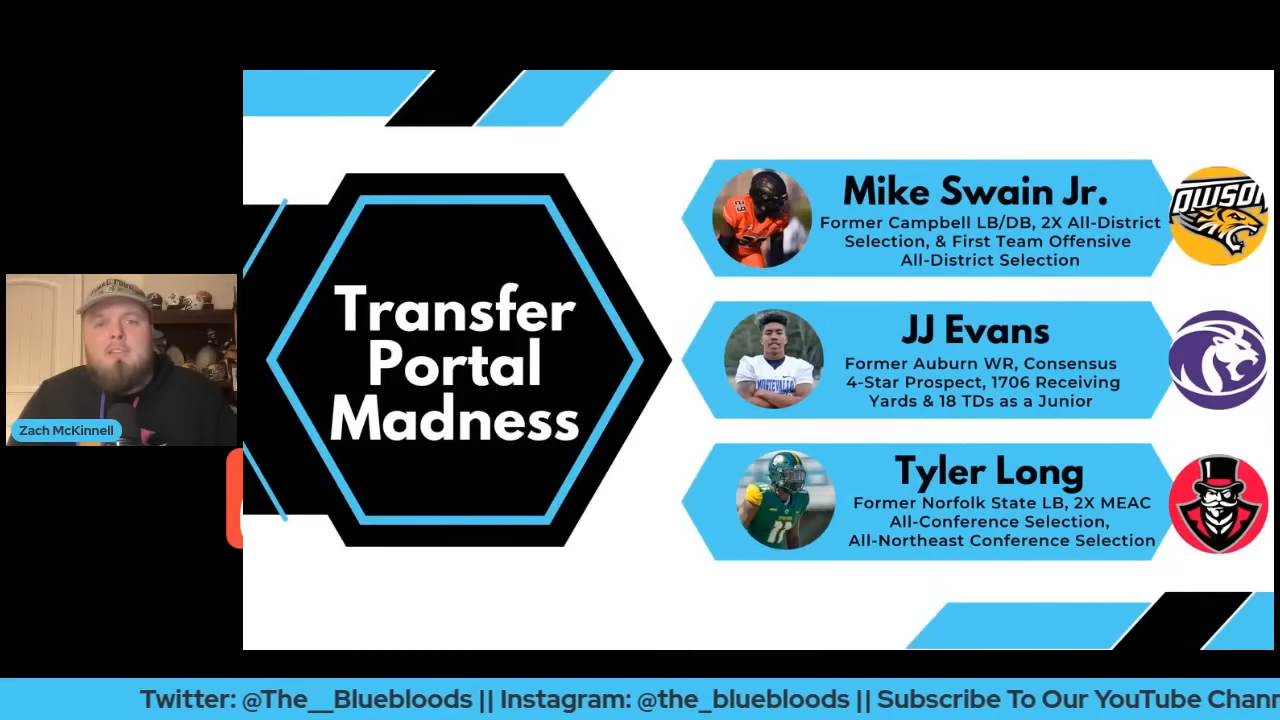 Transfer
Portal
Madness
Mike Swain Jr.
Former Campbell LB/DB, 2X All-District
Selection, & First Team Offensive
All-District Selection
29
JJ Evans
Former Auburn WR, Consensus
4-Star Prospect, 1706 Receiving
Yards & 18 TDs as a Junior
Tyler Long
Former Norfolk State LB, 2X MEAC
All-Conference Selection,
All-Northeast Conference Selection
11
Zach McKinnell
Twitter: @The__Bluebloods || Instagram: @the_bluebloods || Subscribe To Our YouTube